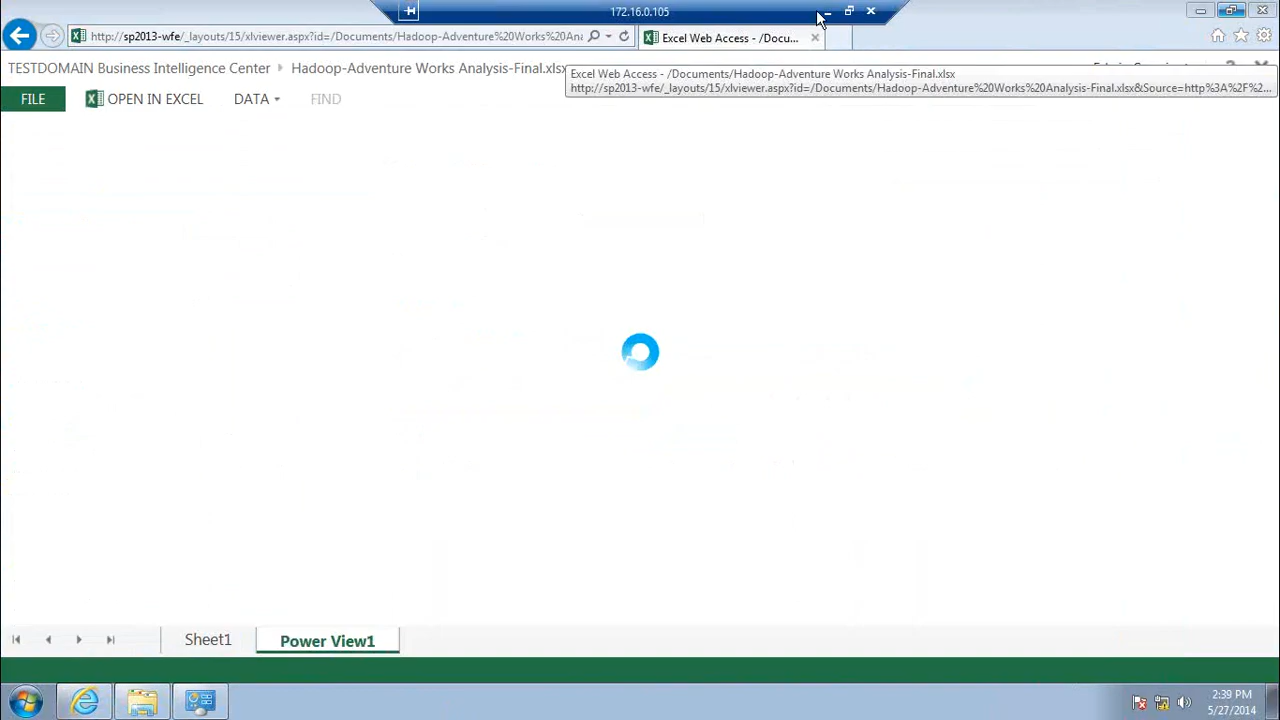 172.16.0.105
http://sp2013-wfe/_layouts/15/xlviewer.aspx?id=/Documents/Hadoop-Adventure%20Works%20An
Excel Web Access - /Docu...
TESTDOMAIN Business Intelligence Center
Hadoop-Adventure Works Analysis-Final.xlsx
Excel Web Access - /Documents/Hadoop-Adventure Works Analysis-Final.xlsx
http://sp2013-wfe/_layouts/15/xlviewer.aspx?id=/Documents/Hadoop-Adventure%20Works%20Analysis-Final.xlsx&Source=http%3A%2F%2...
FILE
OPEN IN EXCEL
DATA
FIND
Sheet1
Power View1
2:39 PM
5/27/2014